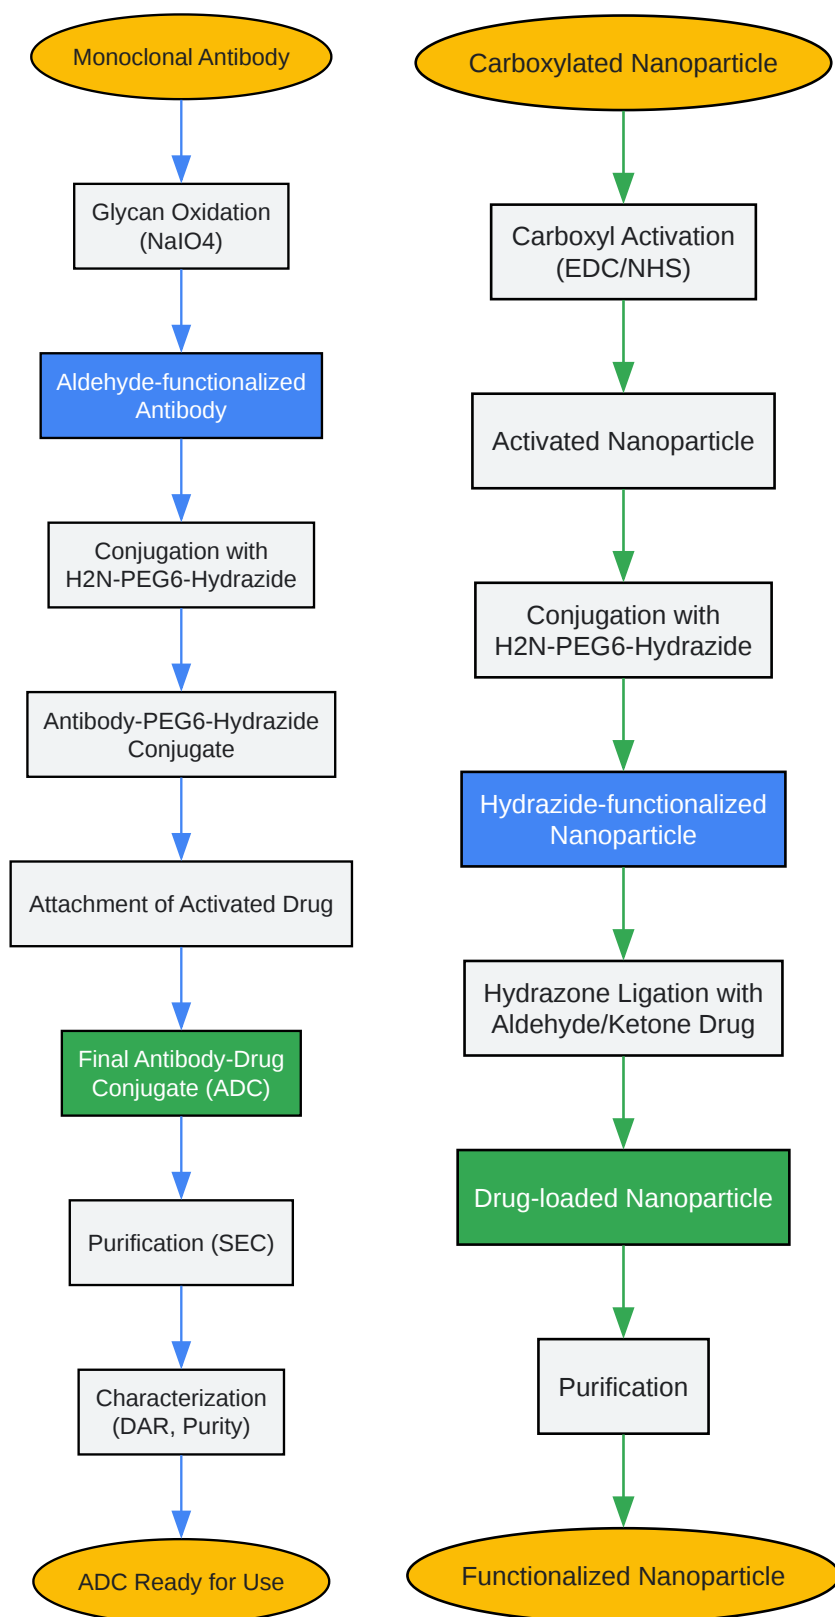 Monoclonal Antibody
Glycan Oxidation
(NaIO4)
Aldehyde-functionalized
Antibody
Conjugation with
H2N-PEG6-Hydrazide
Antibody-PEG6-Hydrazide
Conjugate
Attachment of Activated Drug
Final Antibody-Drug
Conjugate (ADC)
Purification (SEC)
Characterization
(DAR, Purity)
ADC Ready for Use
Carboxylated Nanoparticle
Carboxyl Activation
(EDC/NHS)
Activated Nanoparticle
Conjugation with
H2N-PEG6-Hydrazide
Hydrazide-functionalized
Nanoparticle
Hydrazone Ligation with
Aldehyde/Ketone Drug
Drug-loaded Nanoparticle
Purification
Functionalized Nanoparticle